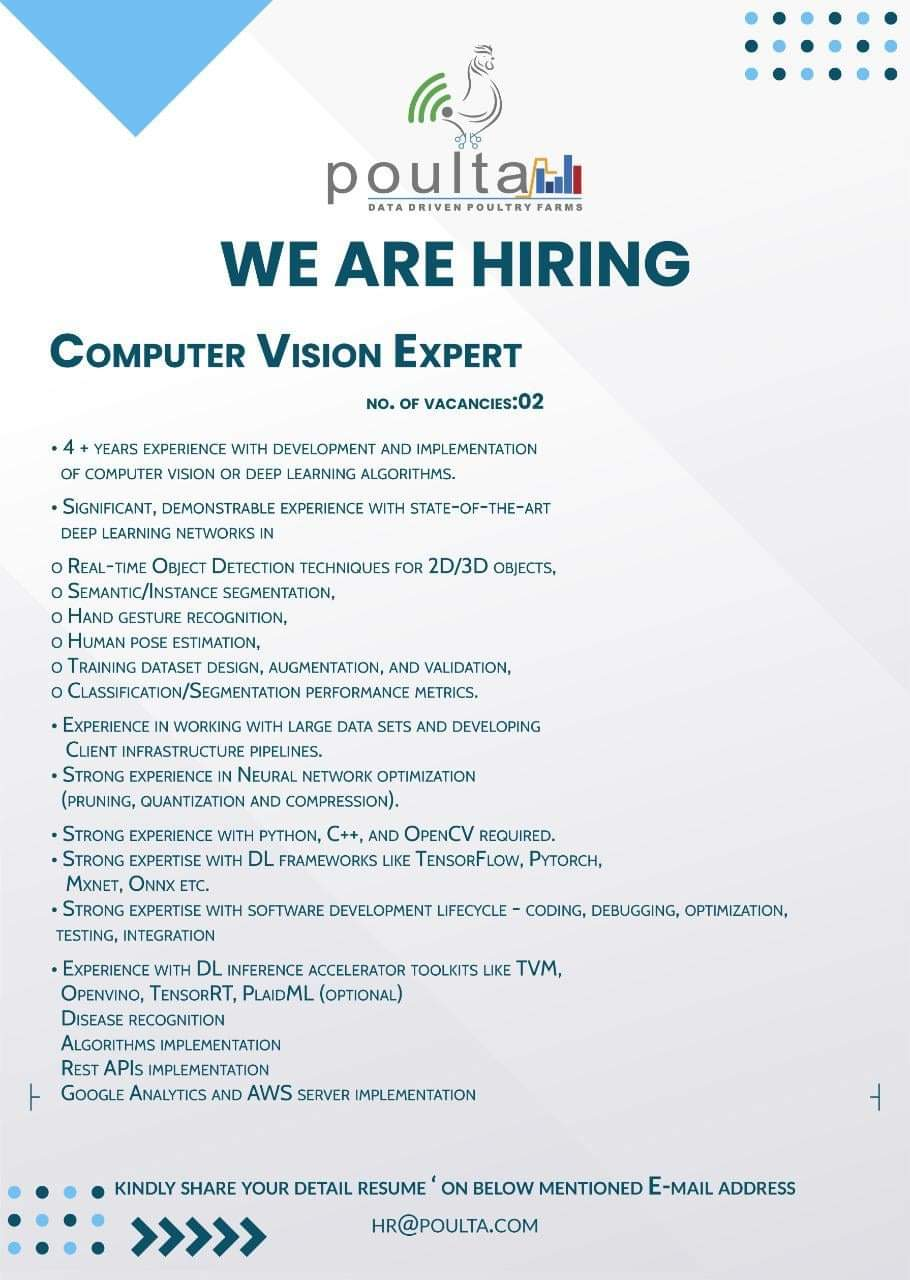 poulta
DATA DRIVEN POULTRY FARMS
WE ARE HIRING
Computer Vision Expert
no. of vacancies:02
• 4 + years experience with development and implementation
of computer vision or deep learning algorithms.
• Significant, demonstrable experience with state-of-the-art
deep learning networks in
o Real-time Object Detection techniques for 2D/3D objects,
o Semantic/Instance segmentation,
o Hand gesture recognition,
o Human pose estimation,
o Training dataset design, augmentation, and validation,
o Classification/Segmentation performance metrics.
• Experience in working with large data sets and developing
Client infrastructure pipelines.
• Strong experience in Neural network optimization
(pruning, quantization and compression).
• Strong experience with python, C++, and OpenCV required.
• Strong expertise with DL frameworks like TensorFlow, Pytorch,
Mxnet, Onnx etc.
• Strong expertise with software development lifecycle - coding, debugging, optimization,
testing, integration
• Experience with DL inference accelerator toolkits like TVM,
Openvino, TensorRT, PlaidML (optional)
Disease recognition
Algorithms implementation
Rest APIs implementation
Google Analytics and AWS server implementation
kindly share your detail resume ‘ on below mentioned E-mail address
hr@poulta.com